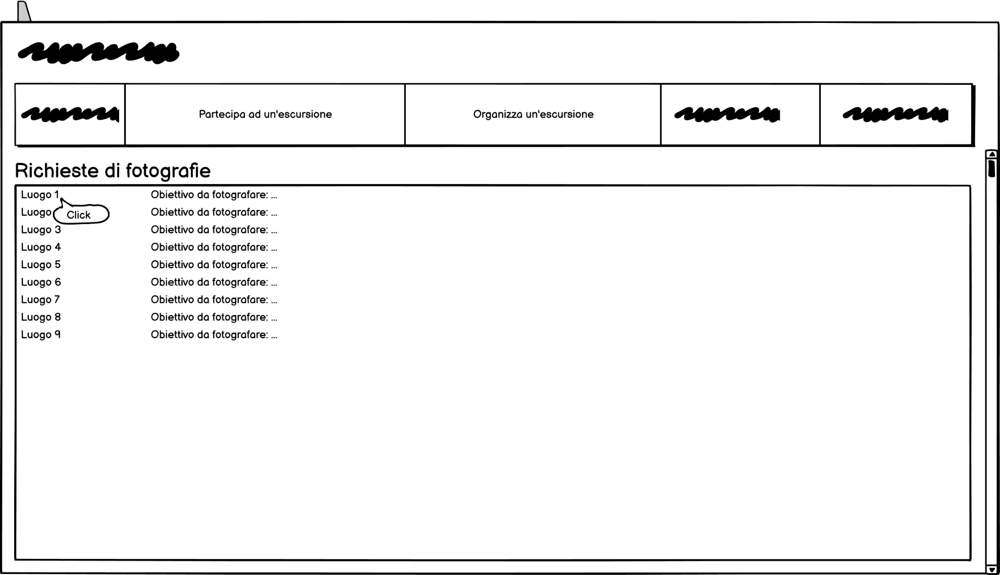 Partecipa ad un'escursione
Organizza un'escursione
Richieste di fotografie
Luogo 1 Obiettivo da fotografare: ...
Click
Luogo Obiettivo da fotografare: ...
Luogo 3 Obiettivo da fotografare: ...
Luogo 4 Obiettivo da fotografare: ...
Luogo 5 Obiettivo da fotografare: ...
Luogo 6 Obiettivo da fotografare: ...
Luogo 7 Obiettivo da fotografare: ...
Luogo 8 Obiettivo da fotografare: ...
Luogo 9 Obiettivo da fotografare: ...